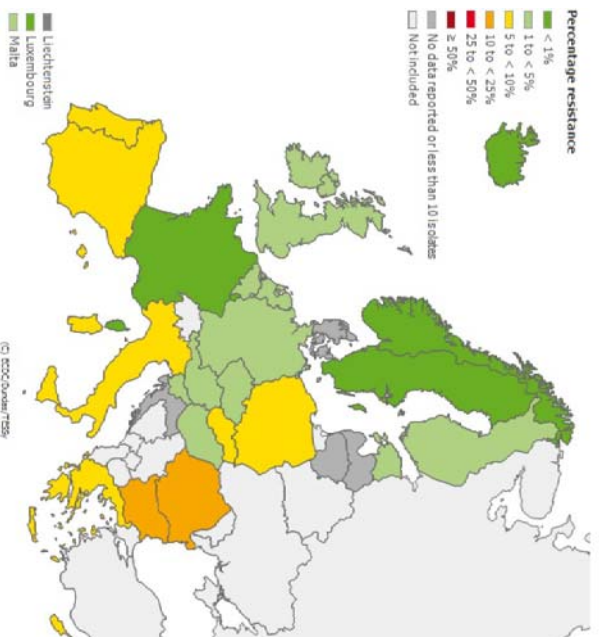 Percentage resistance
< 1%
1 to < 5%
5 to < 10%
10 to < 25%
25 to < 50%
≥ 50%
No data reported or less than 10 isolates
Not included
Liechtenstein
Luxembourg
Malta
(C) ECDC/Dundas/TESSy